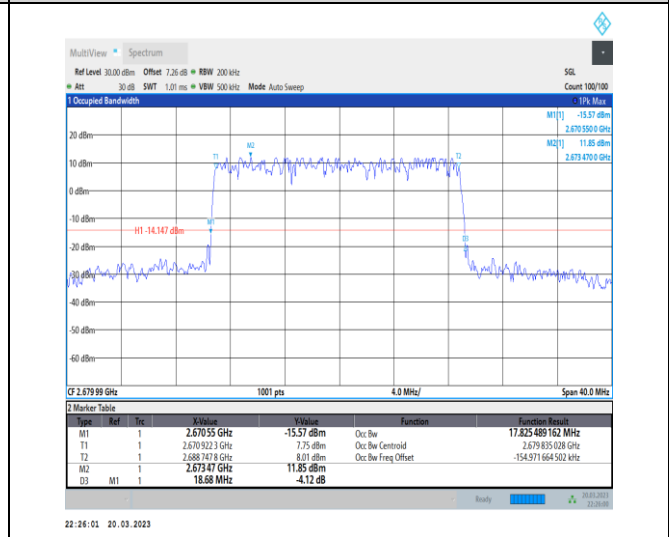 MultiView Spectrum
Ref Level 30.00 dBm Offset 7.26 dB RBW 200 kHz SGL
Att 30 dB SWT 1.01 ms VBW 500 kHz Mode Auto Sweep Count 100/100
1 Occupied Bandwidth 1Pk Max
M1[1] -15.57 dBm
2.670 550 0 GHz
M2[1] 11.85 dBm
2.673 470 0 GHz
20 dBm
M2
T1 T2
10 dBm
0 dBm
-10 dBm
M1
H1 -14.147 dBm
D3
-20 dBm
-30 dBm
-40 dBm
-50 dBm
-60 dBm
CF 2.679 99 GHz 1001 pts 4.0 MHz/ Span 40.0 MHz
2 Marker Table
Type Ref Trc X-Value Y-Value Function Function Result
M1 1 2.670 55 GHz -15.57 dBm Occ Bw 17.825 489 162 MHz
T1 1 2.670 922 3 GHz 7.75 dBm Occ Bw Centroid 2.679 835 028 GHz
T2 1 2.688 747 8 GHz 8.01 dBm Occ Bw Freq Offset -154.971 664 502 kHz
M2 1 2.673 47 GHz 11.85 dBm
D3 M1 1 18.68 MHz -4.12 dB
Ready 20.03.2023
22:26:00
22:26:01 20.03.2023